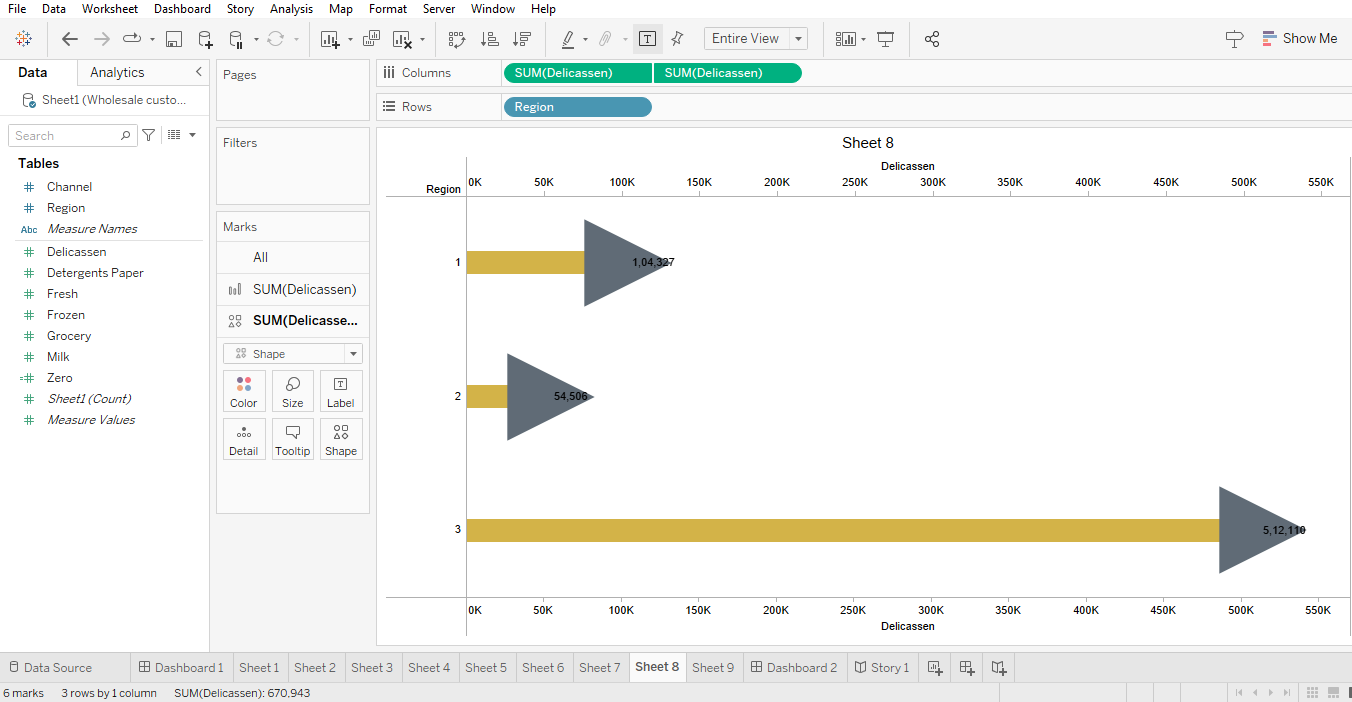 File Data Worksheet Dashboard Story Analysis Map Format Server Window Help
Entire View
Show Me
Data Analytics
Sheet1 (Wholesale custo...
Search
Tables
Channel
Region
Abc Measure Names
Delicassen
Detergents Paper
Fresh
Frozen
Grocery
Milk
Zero
Sheet1 (Count)
Measure Values
Pages
Filters
Marks
All
SUM(Delicassen)
SUM(Delicasse...
Shape
Color Size Label
Detail Tooltip Shape
Columns SUM(Delicassen) SUM(Delicassen)
Rows Region
Sheet 8
Delicassen
Region 0K 50K 100K 150K 200K 250K 300K 350K 400K 450K 500K 550K
1 1,04,327
2 54,506
3 5,12,110
0K 50K 100K 150K 200K 250K 300K 350K 400K 450K 500K 550K
Delicassen
Data Source Dashboard 1 Sheet 1 Sheet 2 Sheet 3 Sheet 4 Sheet 5 Sheet 6 Sheet 7 Sheet 8 Sheet 9 Dashboard 2 Story 1
6 marks 3 rows by 1 column SUM(Delicassen): 670,943